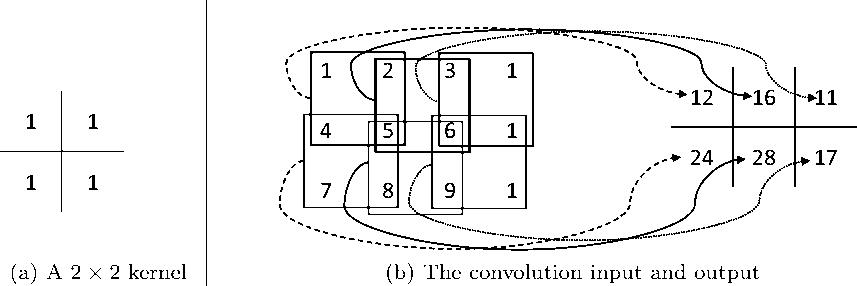 1 1
1 1
(a) A 2 × 2 kernel
1 2 3 1
4 5 6 1
7 8 9 1
12 16 11
24 28 17
(b) The convolution input and output